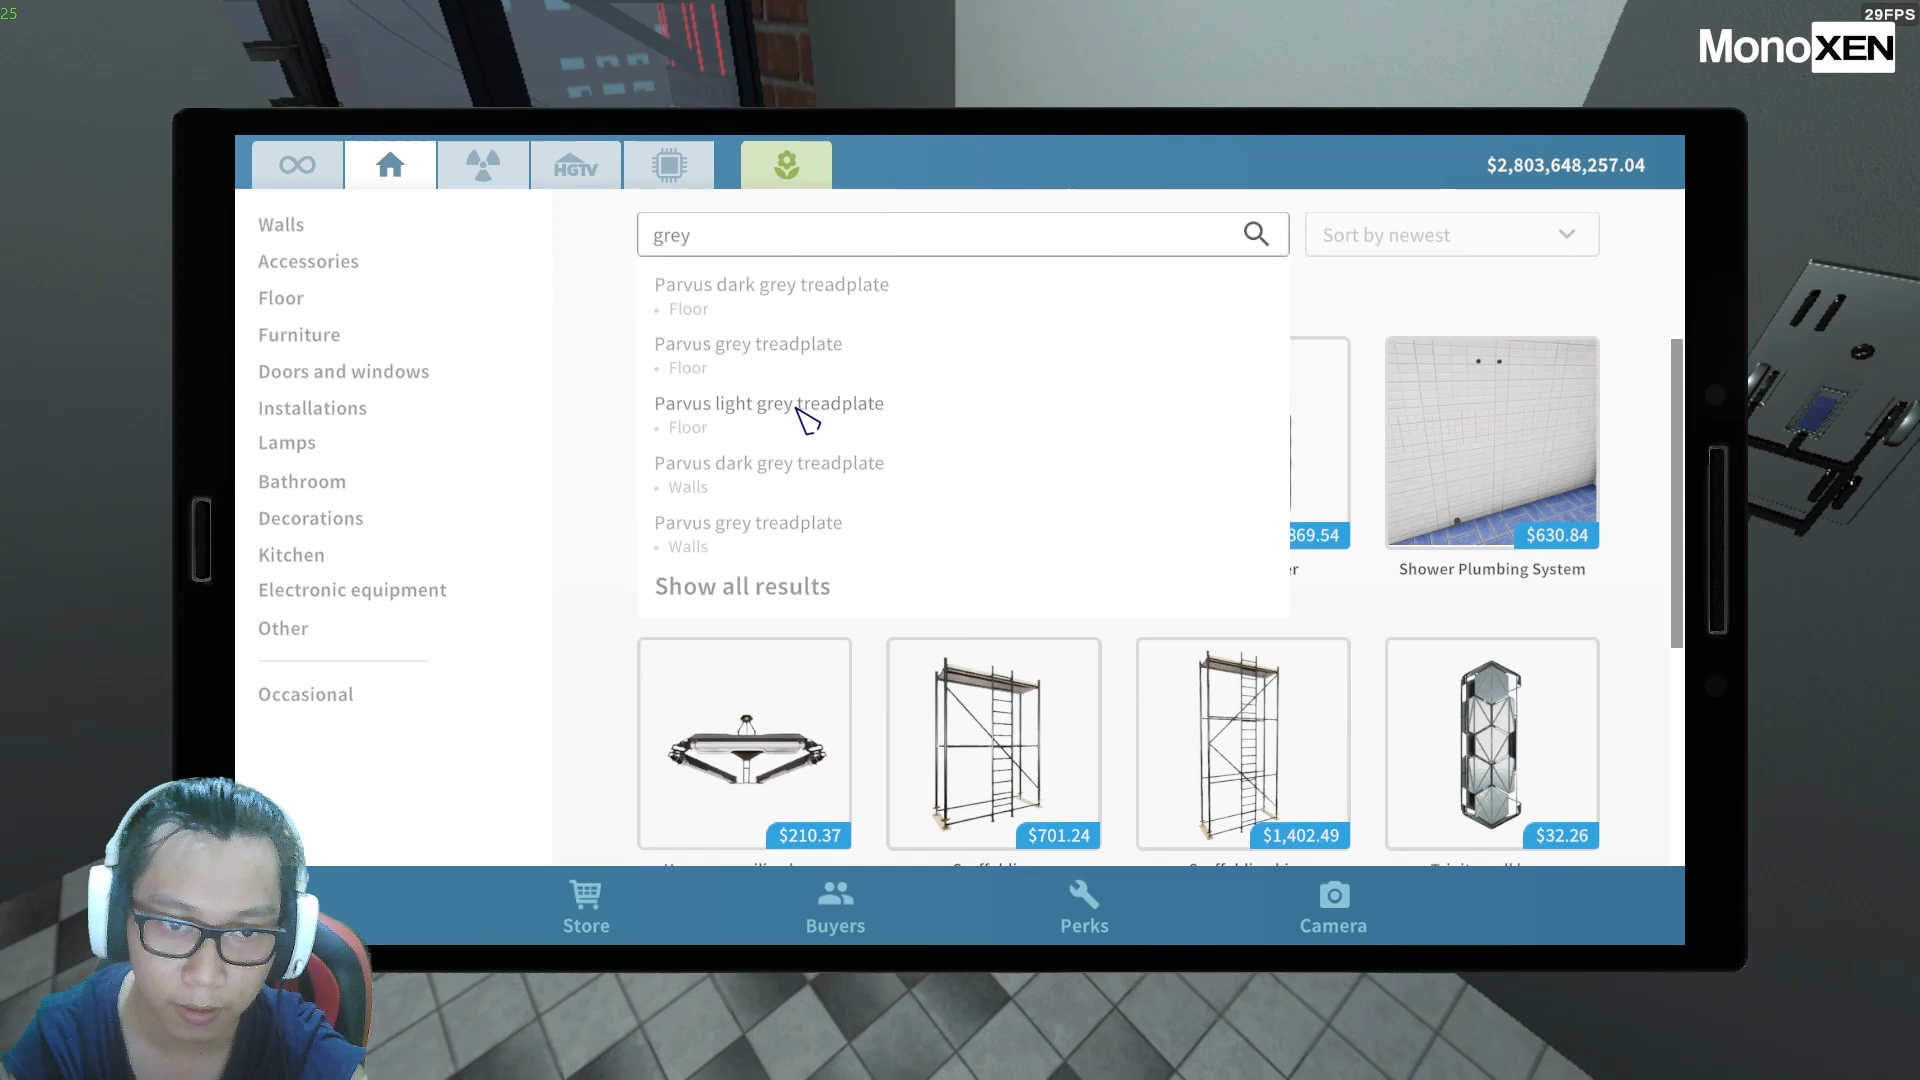 25
29FPS
MonoXEN
HGTV
$2,803,648,257.04
Walls
Accessories
Floor
Furniture
Doors and windows
Installations
Lamps
Bathroom
Decorations
Kitchen
Electronic equipment
Other
Occasional
grey
Sort by newest
Parvus dark grey treadplate
• Floor
Parvus grey treadplate
• Floor
Parvus light grey treadplate
• Floor
Parvus dark grey treadplate
• Walls
Parvus grey treadplate
• Walls
Show all results
869.54
er
$630.84
Shower Plumbing System
$210.37
$701.24
$1,402.49
$32.26
Store
Buyers
Perks
Camera